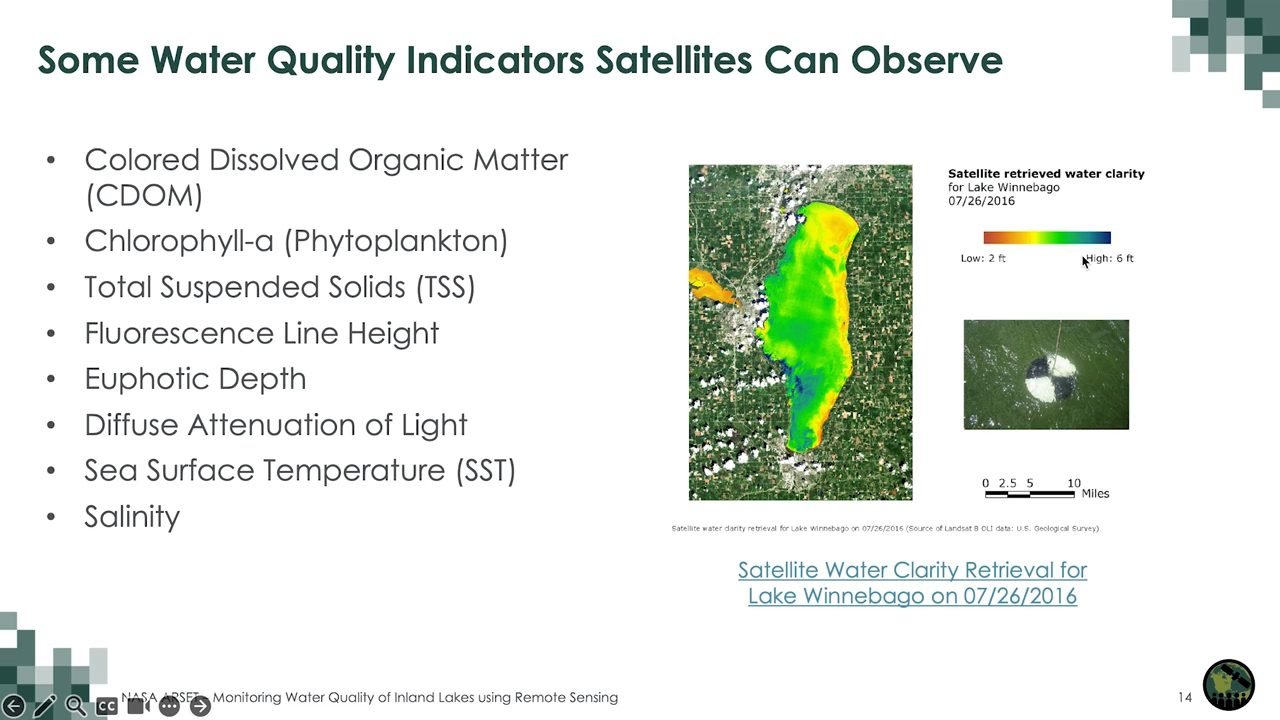 Some Water Quality Indicators Satellites Can Observe
• Colored Dissolved Organic Matter
(CDOM)
• Chlorophyll-a (Phytoplankton)
• Total Suspended Solids (TSS)
• Fluorescence Line Height
• Euphotic Depth
• Diffuse Attenuation of Light
• Sea Surface Temperature (SST)
• Salinity
Satellite retrieved water clarity
for Lake Winnebago
07/26/2016
Low: 2 ft High: 6 ft
0 2.5 5 10
Miles
Satellite water clarity retrieval for Lake Winnebago on 07/26/2016 (Source of Landsat 8 OLI data: U.S. Geological Survey).
Satellite Water Clarity Retrieval for
Lake Winnebago on 07/26/2016
CC
NASA ARSET – Monitoring Water Quality of Inland Lakes using Remote Sensing
14